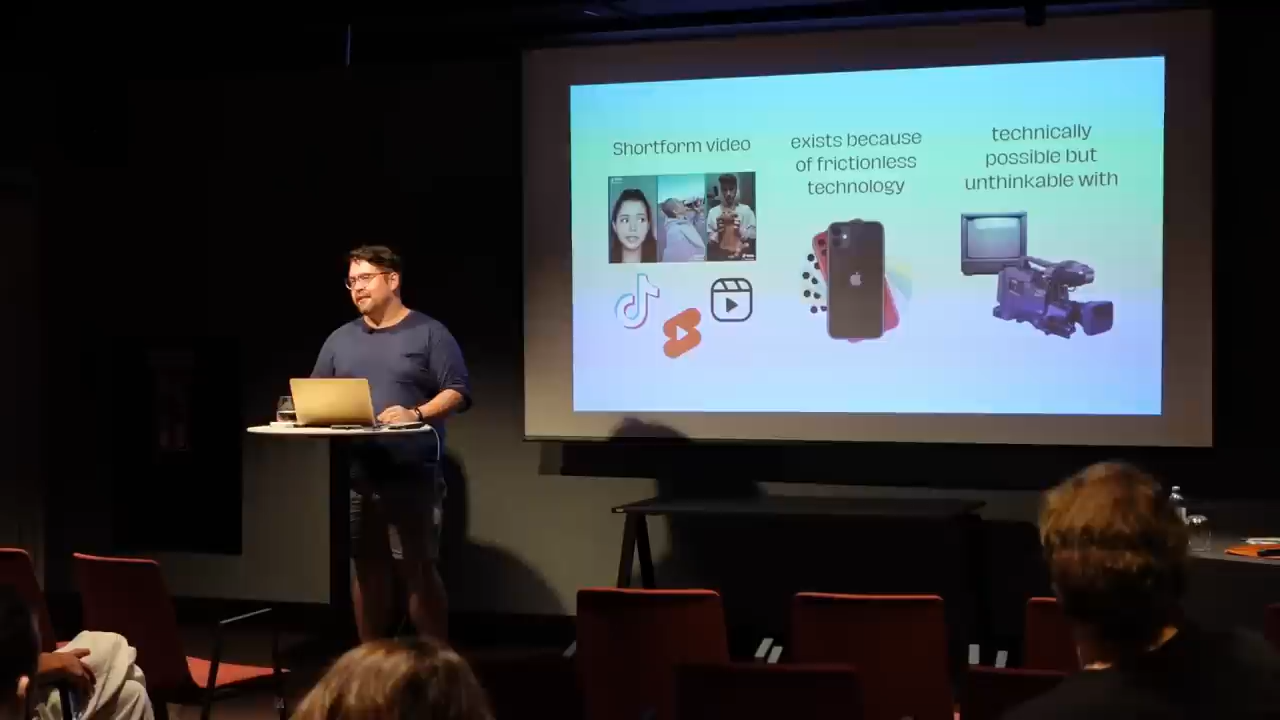 Shortform video
exists because
of frictionless
technology
technically
possible but
unthinkable with